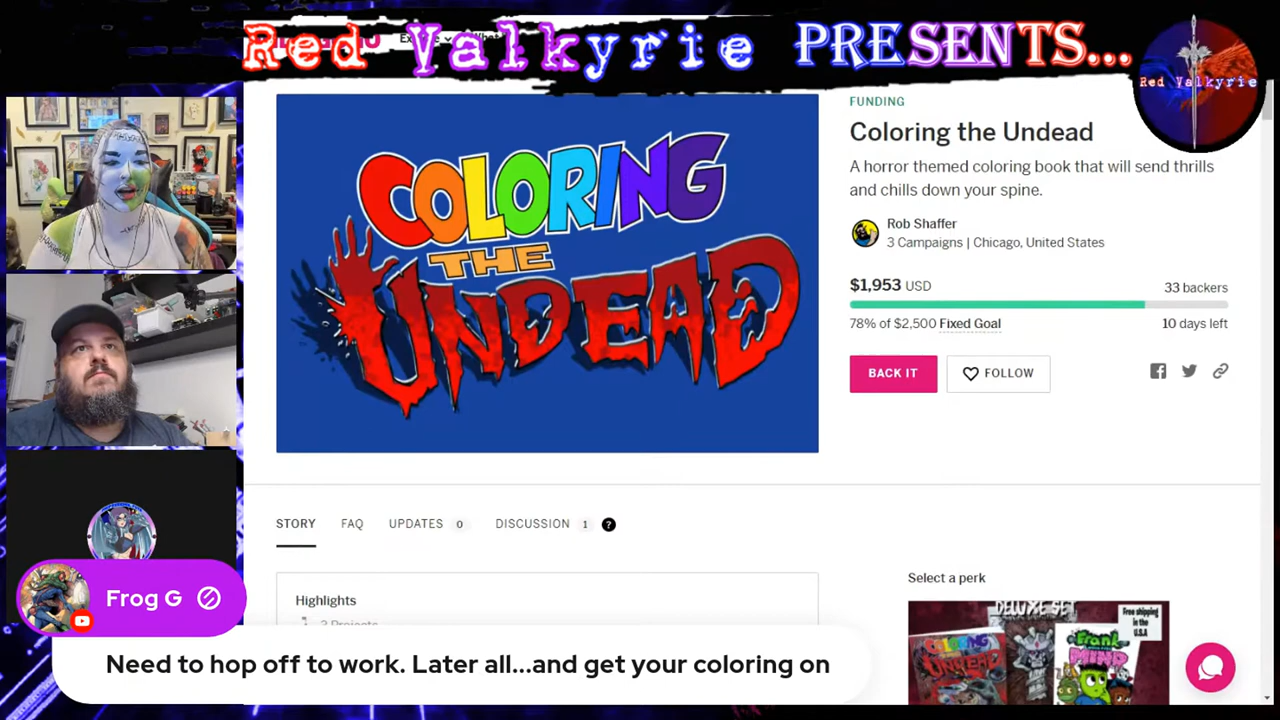 Red Valkyrie PRESENTS...
Red Valkyrie
COLORING
THE
UNDEAD
FUNDING
Coloring the Undead
A horror themed coloring book that will send thrills
and chills down your spine.
Rob Shaffer
3 Campaigns | Chicago, United States
$1,953 USD
33 backers
78% of $2,500 Fixed Goal
10 days left
BACK IT
FOLLOW
STORY
FAQ
UPDATES 0
DISCUSSION 1 ?
Highlights
3 Projects
Select a perk
DELUXE SET
Free shipping
in the
U.S.A
COLORING
THE
UNDEAD
Frank
MIND
Frog G
Need to hop off to work. Later all...and get your coloring on